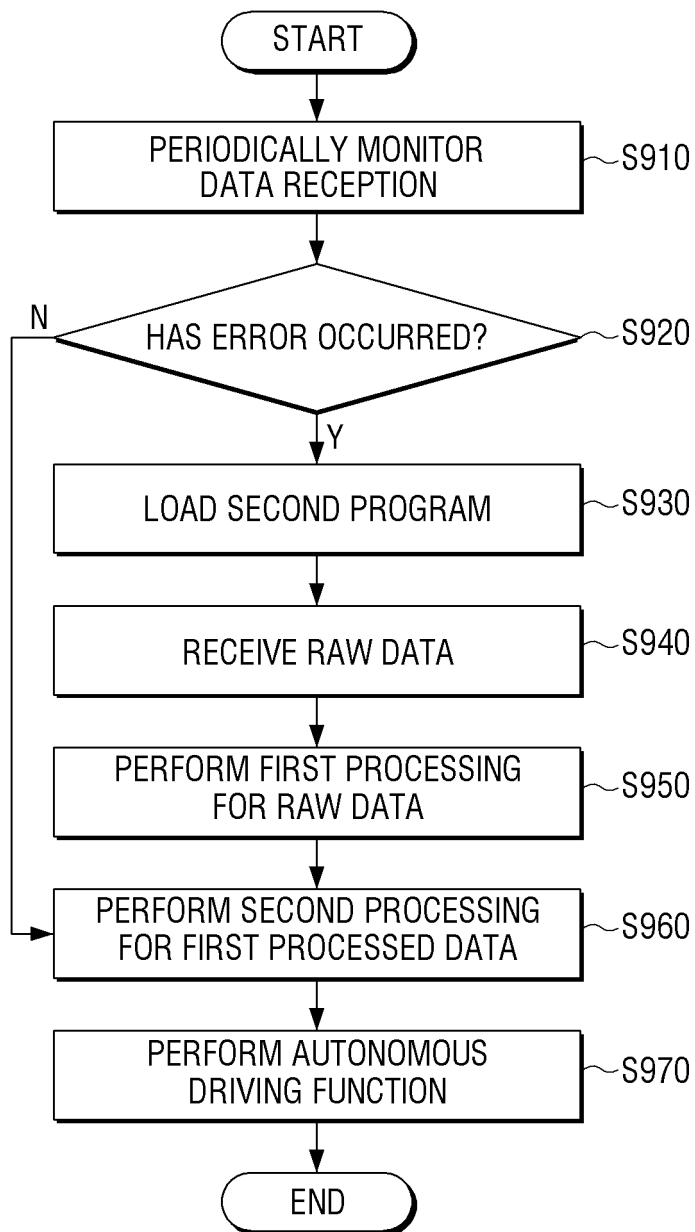 START
PERIODICALLY MONITOR
DATA RECEPTION
S910
HAS ERROR OCCURRED?
S920
N
Y
LOAD SECOND PROGRAM
S930
RECEIVE RAW DATA
S940
PERFORM FIRST PROCESSING
FOR RAW DATA
S950
PERFORM SECOND PROCESSING
FOR FIRST PROCESSED DATA
S960
PERFORM AUTONOMOUS
DRIVING FUNCTION
S970
END